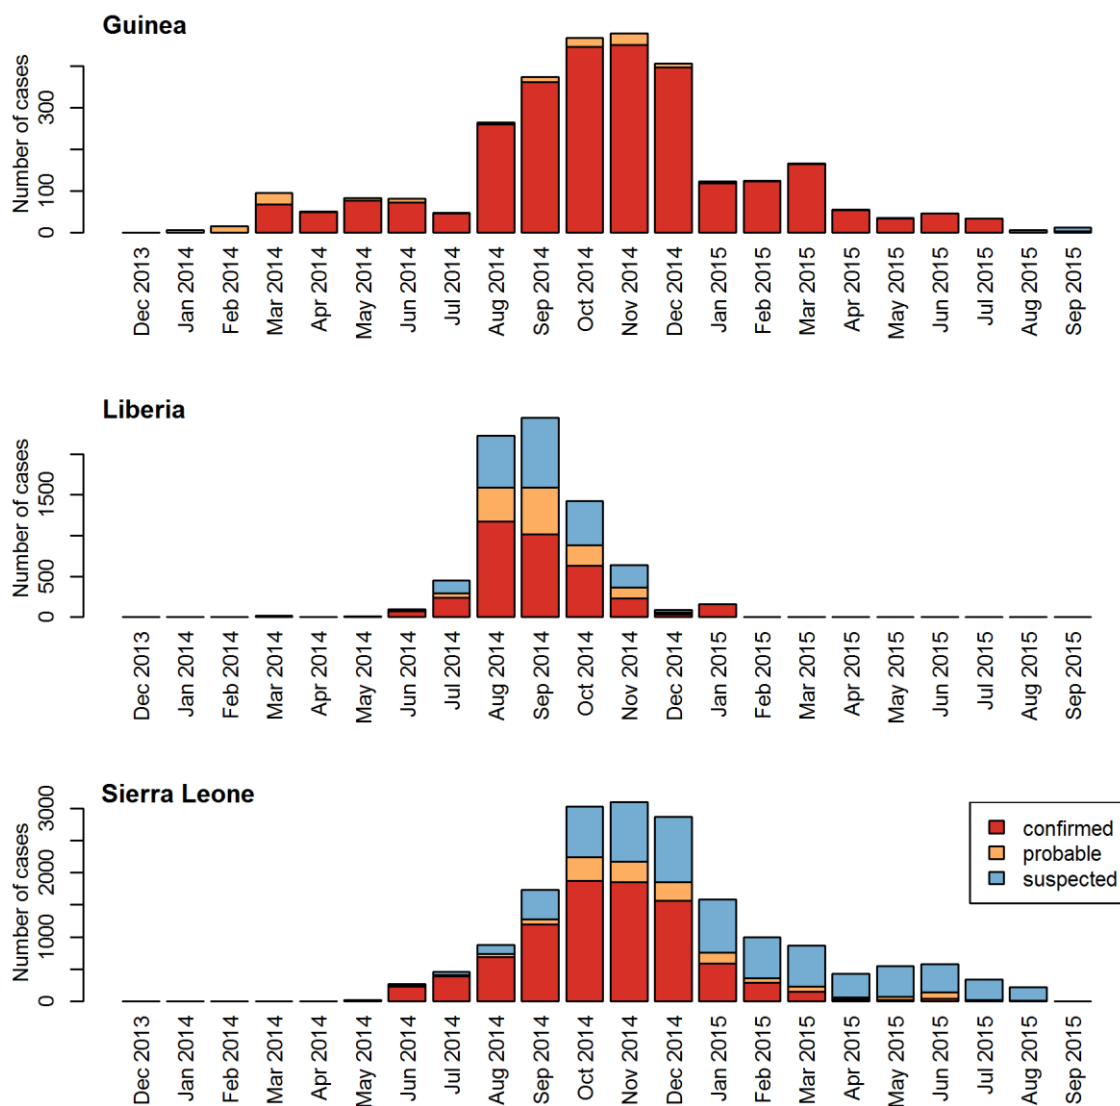 Guinea
Number of cases
300
100
0
Dec 2013
Jan 2014
Feb 2014
Mar 2014
Apr 2014
May 2014
Jun 2014
Jul 2014
Aug 2014
Sep 2014
Oct 2014
Nov 2014
Dec 2014
Jan 2015
Feb 2015
Mar 2015
Apr 2015
May 2015
Jun 2015
Jul 2015
Aug 2015
Sep 2015
Liberia
Number of cases
1500
500
0
Dec 2013
Jan 2014
Feb 2014
Mar 2014
Apr 2014
May 2014
Jun 2014
Jul 2014
Aug 2014
Sep 2014
Oct 2014
Nov 2014
Dec 2014
Jan 2015
Feb 2015
Mar 2015
Apr 2015
May 2015
Jun 2015
Jul 2015
Aug 2015
Sep 2015
Sierra Leone
Number of cases
3000
2000
1000
0
confirmed
probable
suspected
Dec 2013
Jan 2014
Feb 2014
Mar 2014
Apr 2014
May 2014
Jun 2014
Jul 2014
Aug 2014
Sep 2014
Oct 2014
Nov 2014
Dec 2014
Jan 2015
Feb 2015
Mar 2015
Apr 2015
May 2015
Jun 2015
Jul 2015
Aug 2015
Sep 2015